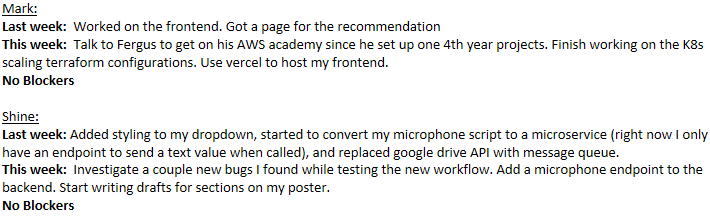 Mark:
Last week:  Worked on the frontend. Got a page for the recommendation
This week:  Talk to Fergus to get on his AWS academy since he set up one 4th year projects. Finish working on the K8s
scaling terraform configurations. Use vercel to host my frontend.
No Blockers
Shine:
Last week: Added styling to my dropdown, started to convert my microphone script to a microservice (right now I only
have an endpoint to send a text value when called), and replaced google drive API with message queue.
This week:  Investigate a couple new bugs I found while testing the new workflow. Add a microphone endpoint to the
backend. Start writing drafts for sections on my poster.
No Blockers